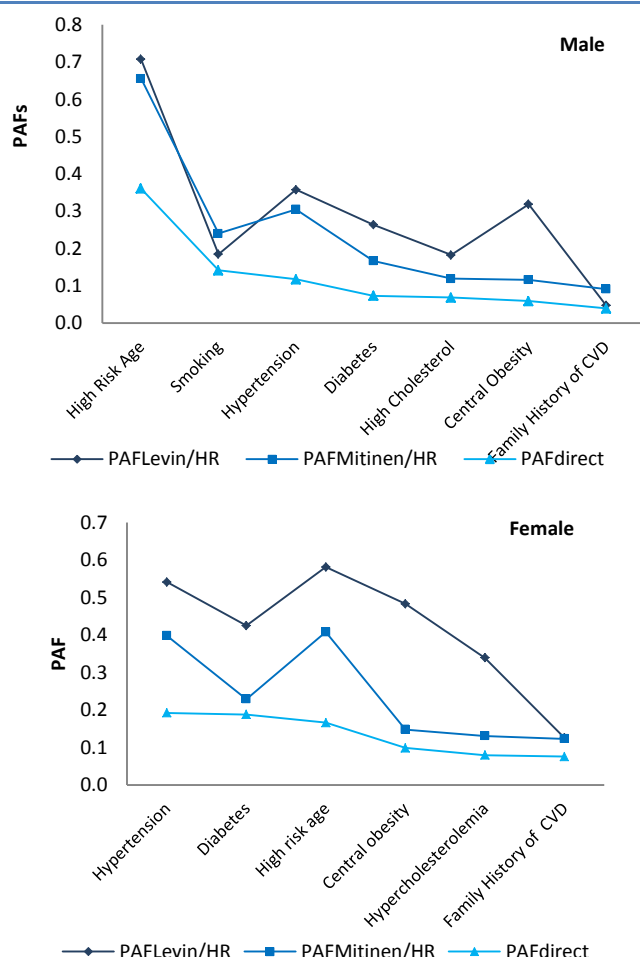 Male
PAFs
0.8
0.7
0.6
0.5
0.4
0.3
0.2
0.1
0.0
High Risk Age
Smoking
Hypertension
Diabetes
High Cholesterol
Central Obesity
Family History of CVD
PAFLevin/HR PAFMitinen/HR PAFdirect
Female
PAF
0.7
0.6
0.5
0.4
0.3
0.2
0.1
0.0
Hypertension
Diabetes
High risk age
Central obesity
Hypercholesterolemia
Family History of CVD
PAFLevin/HR PAFMitinen/HR PAFdirect